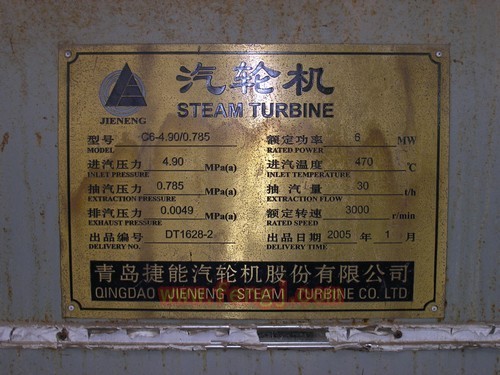 汽轮机
STEAM TURBINE
JIENENG
型号 C6-4.90/0.785 额定功率 6 MW
MODEL RATED POWER
进汽压力 4.90 MPa(a) 进汽温度 470 ℃
INLET PRESSURE INLET TEMPERATURE
抽汽压力 0.785 MPa(a) 抽汽量 30 t/h
EXTRACTION PRESSURE EXTRACTION FLOW
排汽压力 0.0049 MPa(a) 额定转速 3000 r/min
EXHAUST PRESSURE RATED SPEED
出品编号 DT1628-2 出品日期 2005 年 1 月
DELIVERY NO. DELIVERY TIME
青岛捷能汽轮机股份有限公司
QINGDAO JIENENG STEAM TURBINE CO. LTD